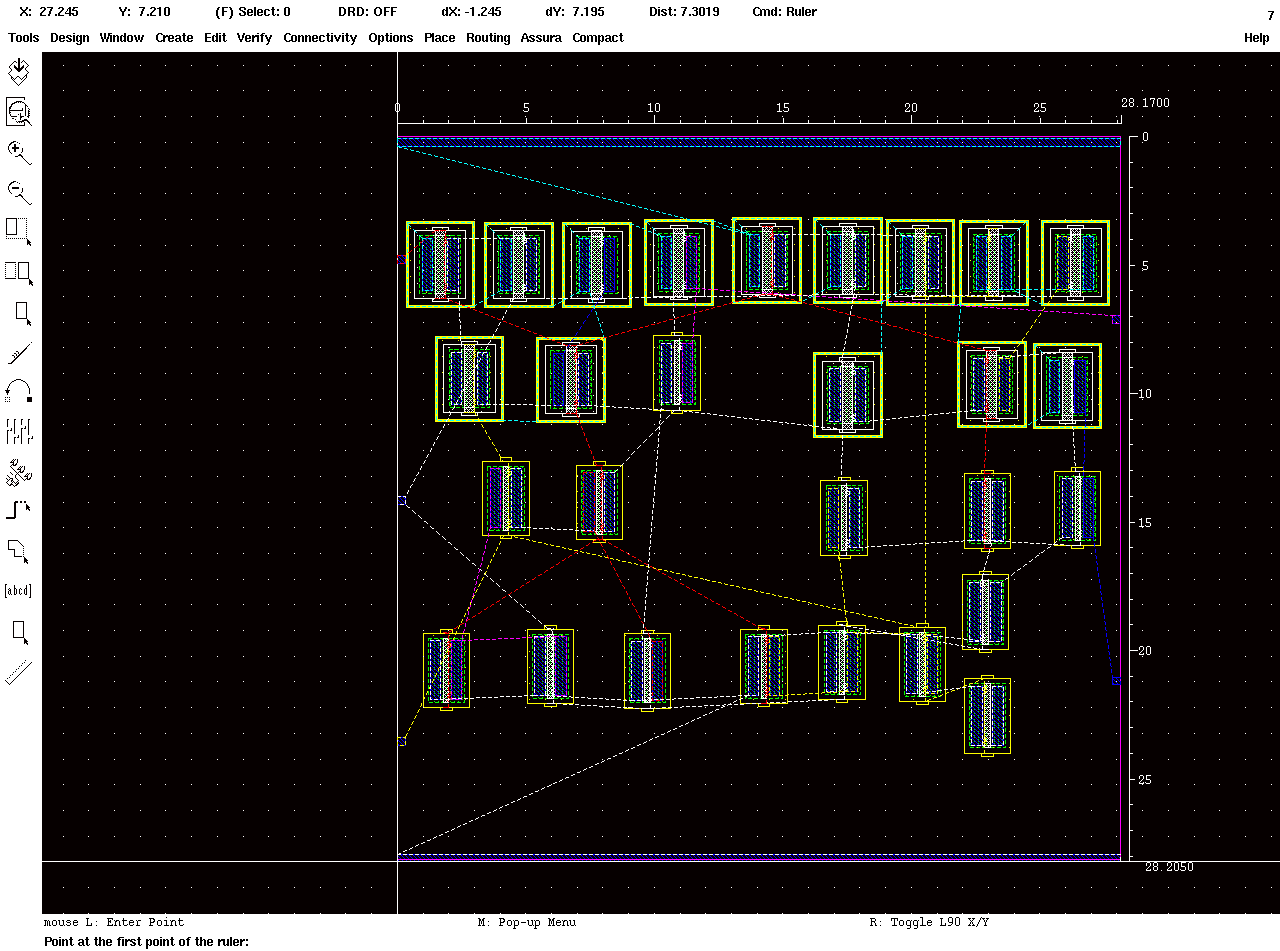 X: 27.245 Y: 7.210 (F) Select: 0 DRD: OFF dX: -1.245 dY: 7.195 Dist: 7.3019 Cmd: Ruler
7
Tools Design Window Create Edit Verify Connectivity Options Place Routing Assura Compact Help
0 5 10 15 20 25 28.1700
0
5
10
[abcd]
15
20
25
28.2050
mouse L: Enter Point M: Pop-up Menu R: Toggle L90 X/Y
Point at the first point of the ruler: